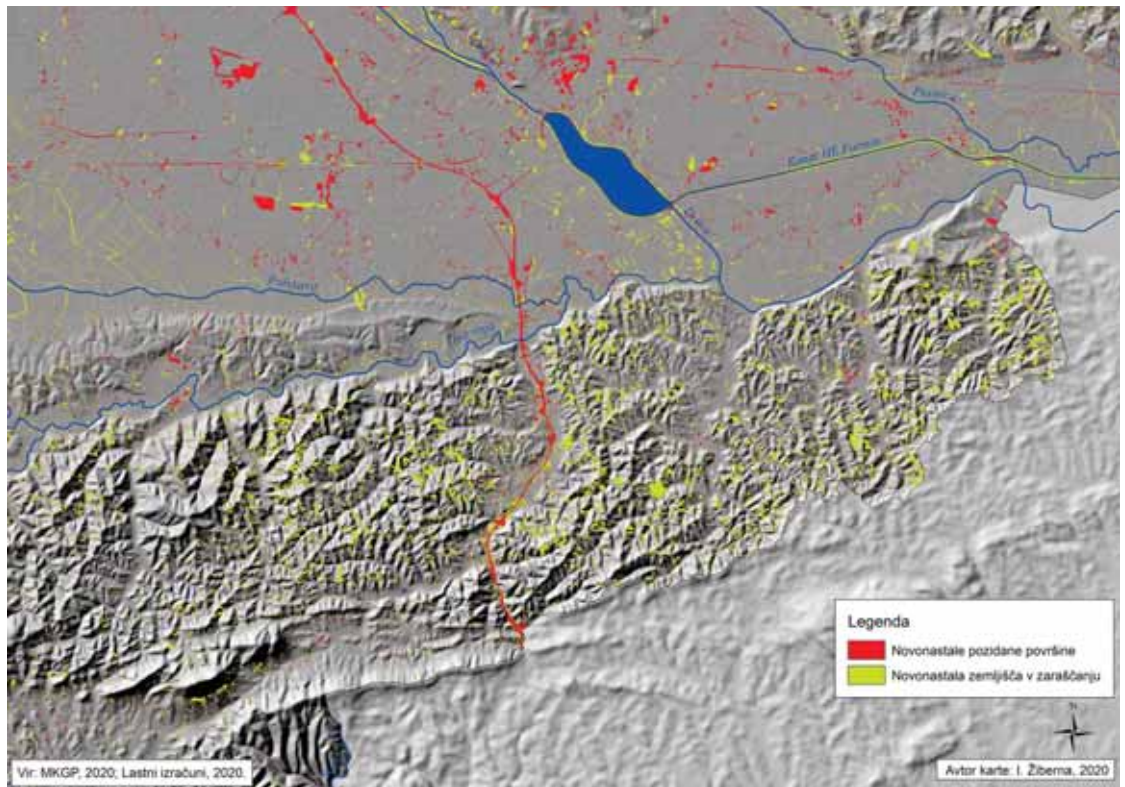 Pesnica
Kanal HE Formin
Drava
Polskava
Legenda
Novonastale pozidane površine
Novonastala zemljišča v zaraščanju
N
Vir: MKGP, 2020; Lastni izračuni, 2020.
Avtor karte: I. Žiberna, 2020